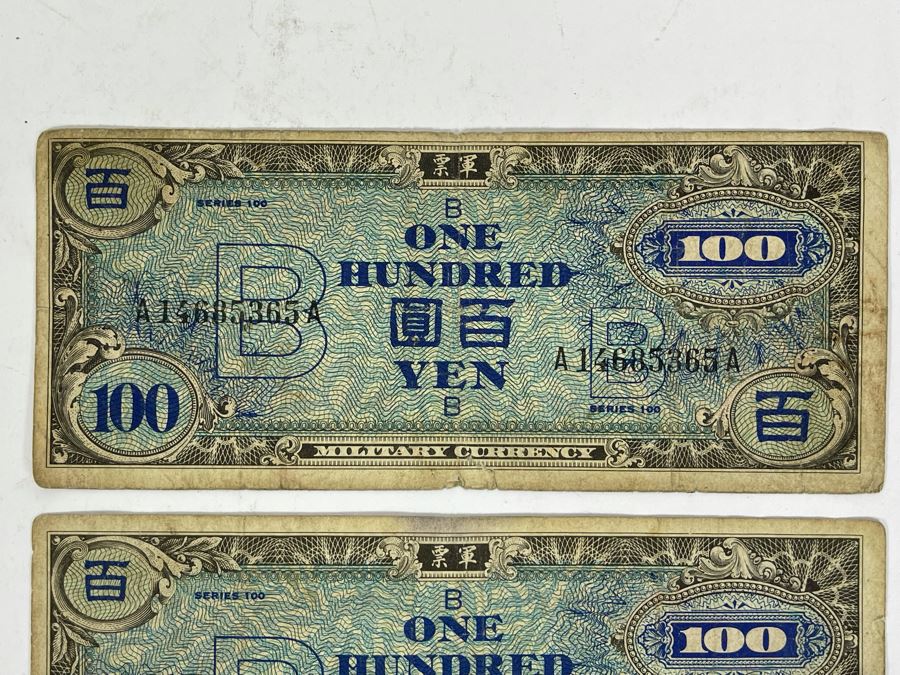 百
票軍
100
SERIES 100
B
ONE
HUNDRED
B
A14685365A
圓百
B
A14685365A
YEN
B
SERIES 100
100
百
MILITARY CURRENCY
百
票軍
100
SERIES 100
B
ONE
HUNDRED
B